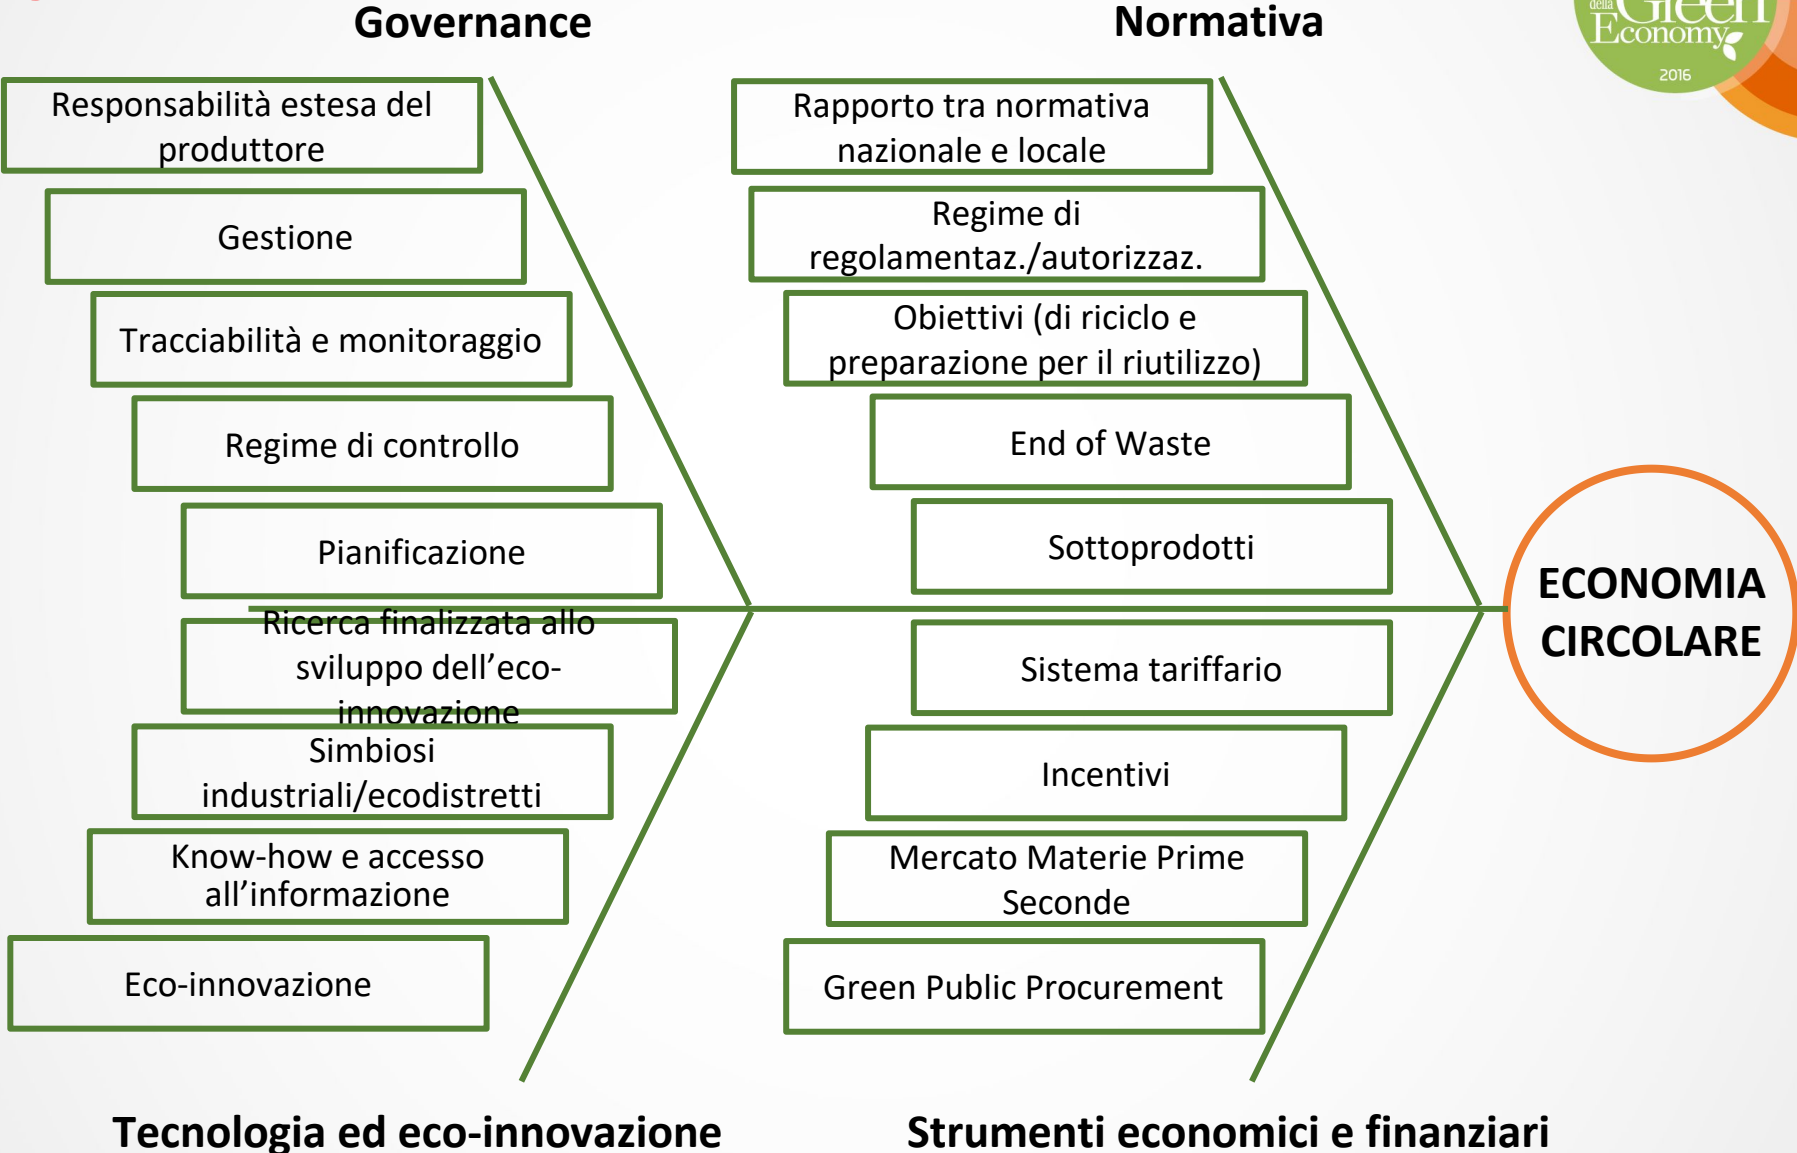 Governance
Normativa
della
Green
Economy
2016
Responsabilità estesa del
produttore
Gestione
Tracciabilità e monitoraggio
Regime di controllo
Pianificazione
Rapporto tra normativa
nazionale e locale
Regime di
regolamentaz./autorizzaz.
Obiettivi (di riciclo e
preparazione per il riutilizzo)
End of Waste
Sottoprodotti
ECONOMIA
CIRCOLARE
Ricerca finalizzata allo
sviluppo dell’eco-
innovazione
Simbiosi
industriali/ecodistretti
Know-how e accesso
all’informazione
Eco-innovazione
Sistema tariffario
Incentivi
Mercato Materie Prime
Seconde
Green Public Procurement
Tecnologia ed eco-innovazione
Strumenti economici e finanziari